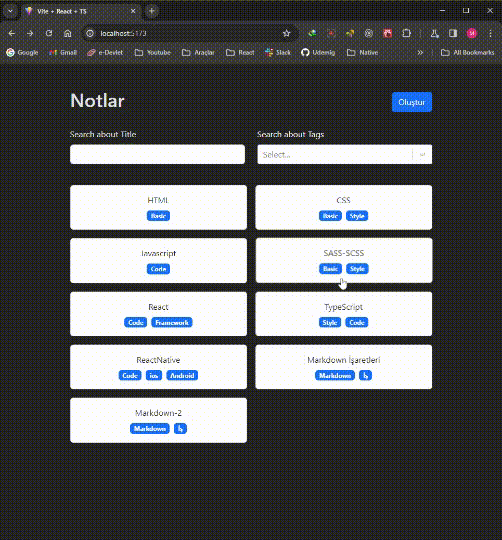 Vite + React + TS
localhost:5173
Google Gmail e-Devlet Youtube Araçlar React Slack Udemig Native » All Bookmarks
Notlar
Oluştur
Search about Title Search about Tags
Select...
HTML CSS
Basic Basic Style
Javascript SASS-SCSS
Code Basic Style
React TypeScript
Code Framework Style Code
ReactNative Markdown İşaretleri
Code ios Android Markdown İş
Markdown-2
Markdown İş